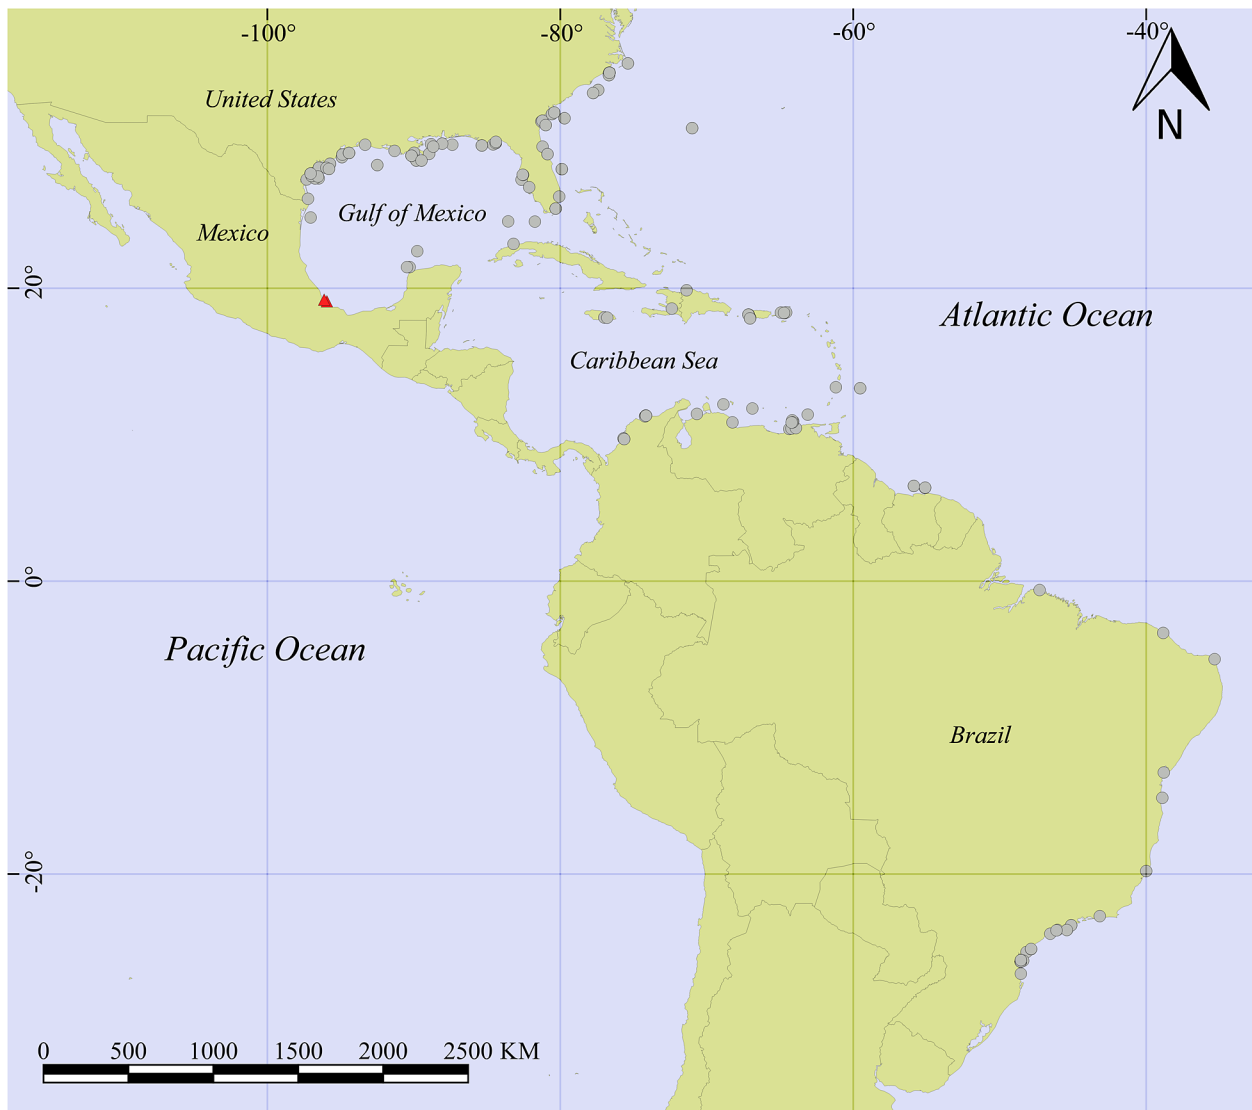 -100° -80° -60° -40°
United States
N
Gulf of Mexico
Mexico
20°
Atlantic Ocean
Caribbean Sea
0°
Pacific Ocean
Brazil
-20°
0 500 1000 1500 2000 2500 KM